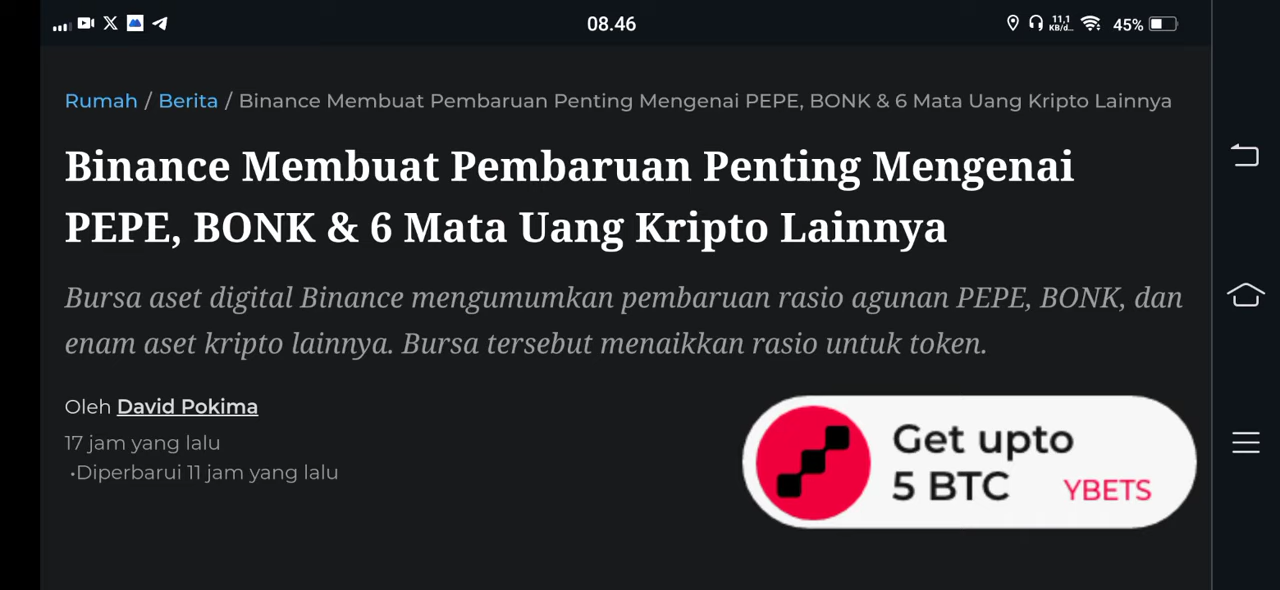 08.46
11,1
KB/d...
45%
Rumah / Berita / Binance Membuat Pembaruan Penting Mengenai PEPE, BONK & 6 Mata Uang Kripto Lainnya
Binance Membuat Pembaruan Penting Mengenai
PEPE, BONK & 6 Mata Uang Kripto Lainnya
Bursa aset digital Binance mengumumkan pembaruan rasio agunan PEPE, BONK, dan
enam aset kripto lainnya. Bursa tersebut menaikkan rasio untuk token.
Oleh David Pokima
17 jam yang lalu
•Diperbarui 11 jam yang lalu
Get upto
5 BTC YBETS